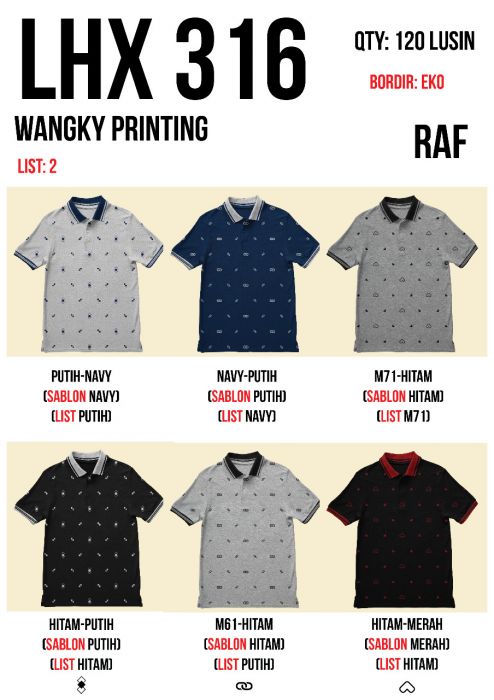 LHX 316
QTY: 120 LUSIN
BORDIR: EKO
WANGKY PRINTING
RAF
LIST: 2
PUTIH-NAVY
(SABLON NAVY)
(LIST PUTIH)
NAVY-PUTIH
(SABLON PUTIH)
(LIST NAVY)
M71-HITAM
(SABLON HITAM)
(LIST M71)
HITAM-PUTIH
(SABLON PUTIH)
(LIST HITAM)
M61-HITAM
(SABLON HITAM)
(LIST PUTIH)
HITAM-MERAH
(SABLON MERAH)
(LIST HITAM)